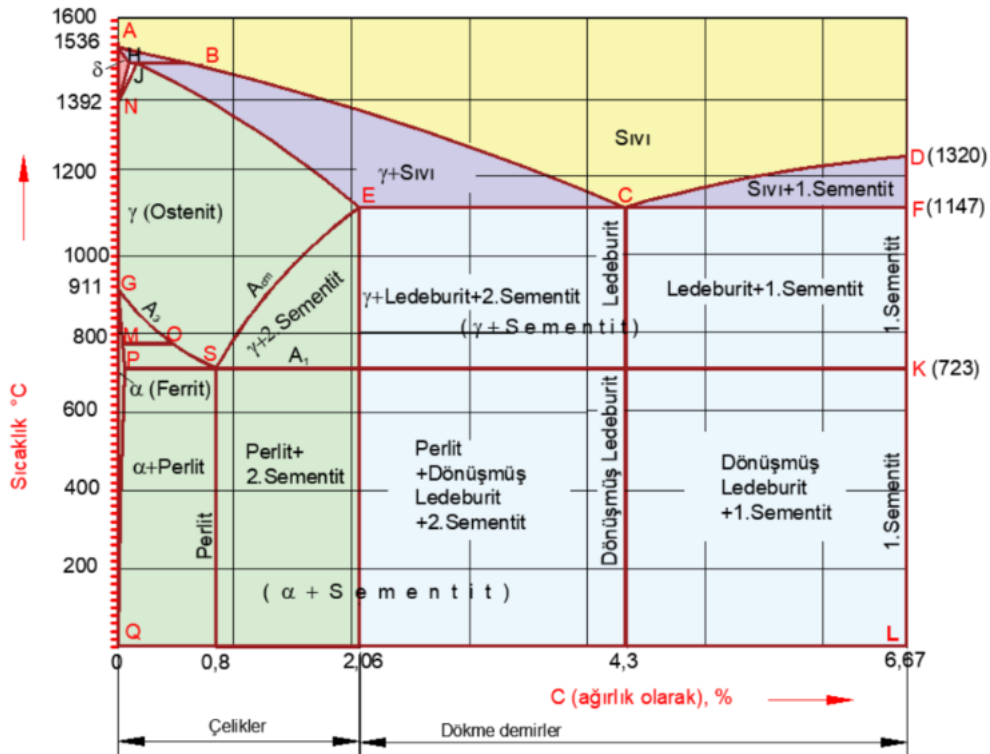 1600
A
1536
H
B
δ
J
1392
N
Sıvı
D (1320)
1200
γ+Sıvı
Sıvı+1.Sementit
E
C
F (1147)
γ (Ostenit)
Sıcaklık °C
1000
911
G
A3
Acm
γ+2.Sementit
γ+Ledeburit+2.Sementit
(γ+Sementit)
Ledeburit
Ledeburit+1.Sementit
1.Sementit
800
M
O
S
A1
P
K (723)
α (Ferrit)
600
α+Perlit
Perlit
Perlit+
2.Sementit
Perlit
+Dönüşmüş
Ledeburit
+2.Sementit
Dönüşmüş Ledeburit
Dönüşmüş
Ledeburit
+1.Sementit
1.Sementit
400
200
(α + Sementit)
Q
L
0
0,8
2,06
4,3
6,67
C (ağırlık olarak), %
Çelikler
Dökme demirler